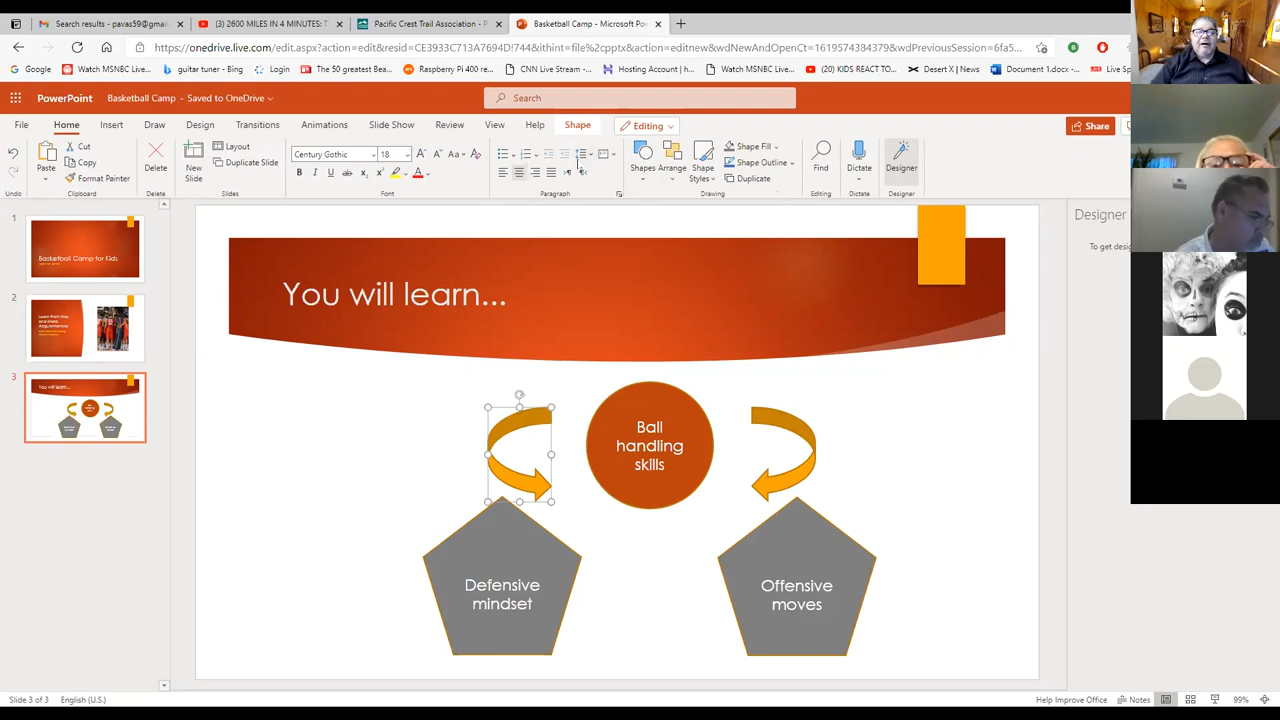 Search results - pavas59@gmai
(3) 2600 MILES IN 4 MINUTES: T
Pacific Crest Trail Association - P
Basketball Camp - Microsoft Pow
https://onedrive.live.com/edit.aspx?action=edit&resid=CE3933C713A7694D!744&ithint=file%2cpptx&action=editnew&wdNewAndOpenCt=1619574384379&wdPreviousSession=6fa5...
Google
Watch MSNBC Live...
guitar tuner - Bing
Login
The 50 greatest Bea...
Raspberry Pi 400 re...
CNN Live Stream -...
Hosting Account | h...
Watch MSNBC Live...
(20) KIDS REACT TO...
Desert X | News
Document 1.docx -...
Live Sp
PowerPoint
Basketball Camp - Saved to OneDrive
Search
File
Home
Insert
Draw
Design
Transitions
Animations
Slide Show
Review
View
Help
Shape
Editing
Share
Undo
Paste
Cut
Copy
Format Painter
Clipboard
Delete
New
Slide
Layout
Duplicate Slide
Slides
Century Gothic
18
Font
Paragraph
Shapes
Arrange
Shape
Styles
Shape Fill
Shape Outline
Duplicate
Drawing
Find
Editing
Dictate
Dictate
Designer
Designer
1
Basketball Camp for Kids
2
Learn From Pros
3
You will learn...
You will learn...
Ball
handling
skills
Defensive
mindset
Offensive
moves
Designer
To get desig
Slide 3 of 3
English (U.S.)
Help Improve Office
Notes
99%